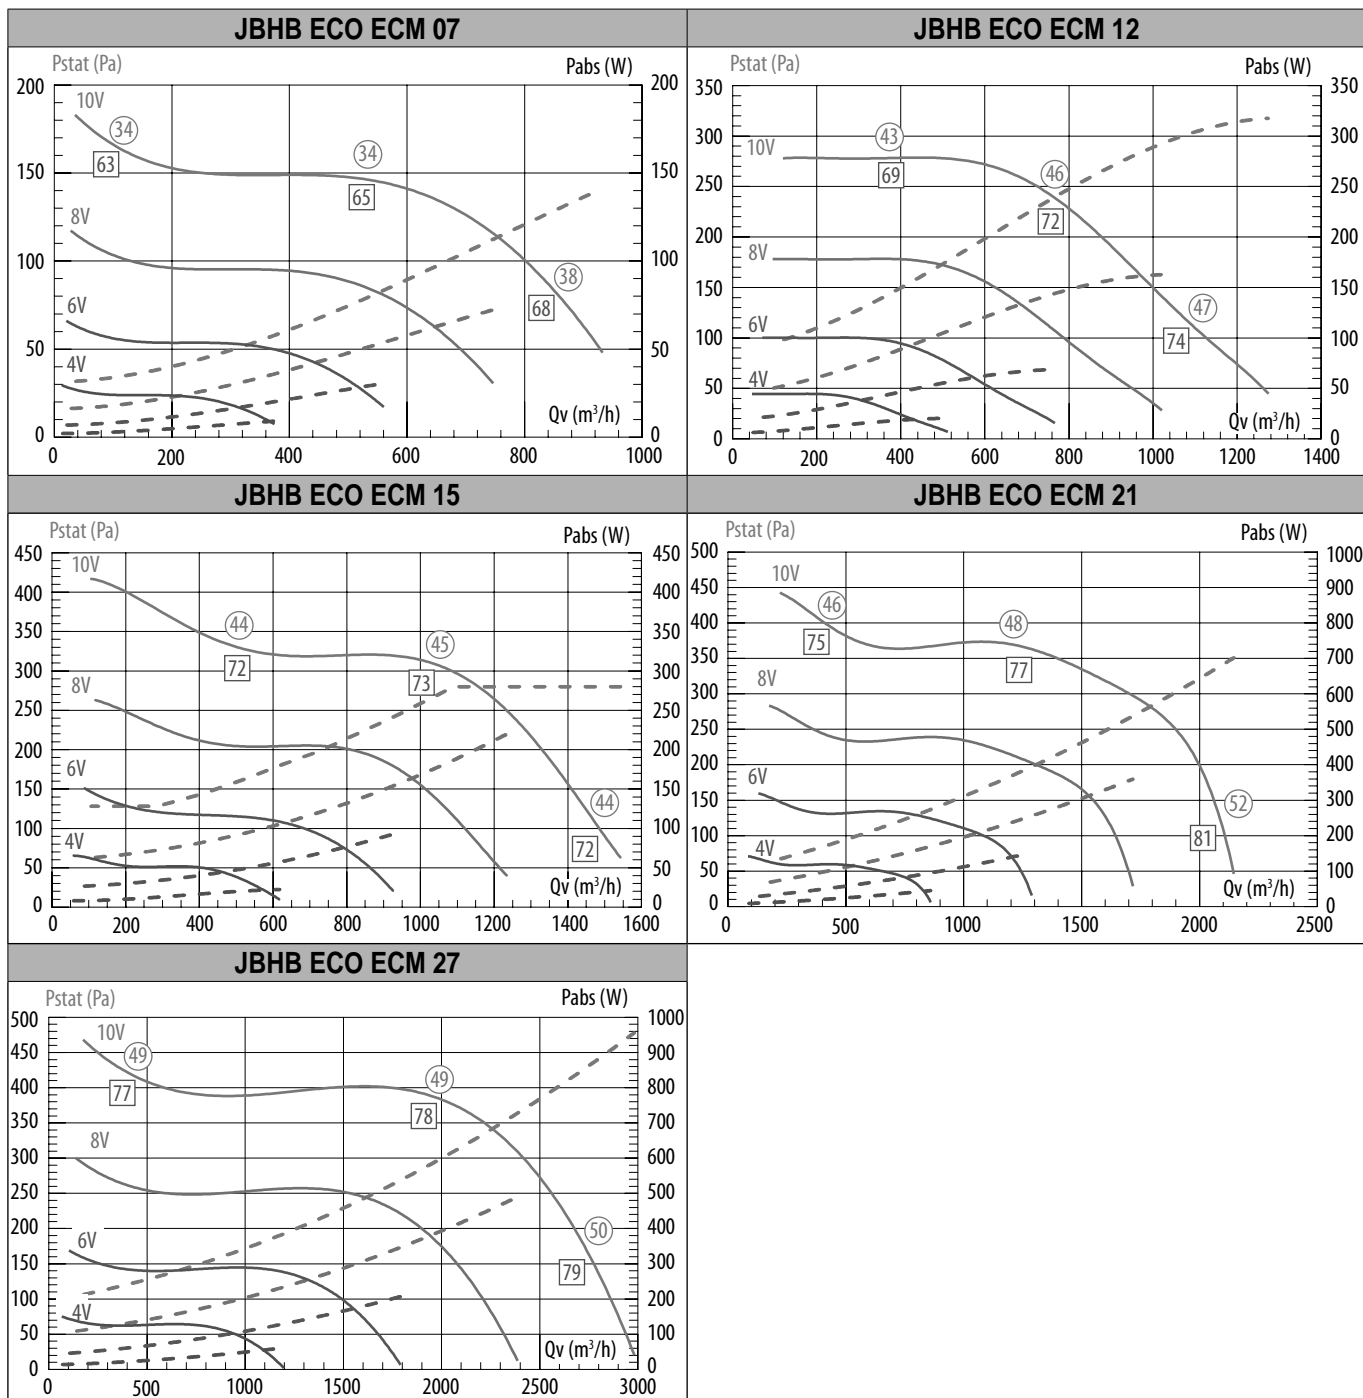 JBHB ECO ECM 07
Pstat (Pa)
Pabs (W)
200
150
100
50
0
10V
8V
6V
4V
34
63
34
65
38
68
200
150
100
50
0
Qv (m³/h)
0 200 400 600 800 1000
JBHB ECO ECM 12
Pstat (Pa)
Pabs (W)
350
300
250
200
150
100
50
0
10V
8V
6V
4V
43
69
46
72
47
74
350
300
250
200
150
100
50
0
Qv (m³/h)
0 200 400 600 800 1000 1200 1400
JBHB ECO ECM 15
Pstat (Pa)
Pabs (W)
450
400
350
300
250
200
150
100
50
0
10V
8V
6V
4V
44
72
45
73
44
72
450
400
350
300
250
200
150
100
50
0
Qv (m³/h)
0 200 400 600 800 1000 1200 1400 1600
JBHB ECO ECM 21
Pstat (Pa)
Pabs (W)
500
450
400
350
300
250
200
150
100
50
0
10V
8V
6V
4V
46
75
48
77
52
81
1000
900
800
700
600
500
400
300
200
100
0
Qv (m³/h)
0 500 1000 1500 2000 2500
JBHB ECO ECM 27
Pstat (Pa)
Pabs (W)
500
450
400
350
300
250
200
150
100
50
0
10V
8V
6V
4V
49
77
49
78
50
79
1000
900
800
700
600
500
400
300
200
100
0
Qv (m³/h)
0 500 1000 1500 2000 2500 3000